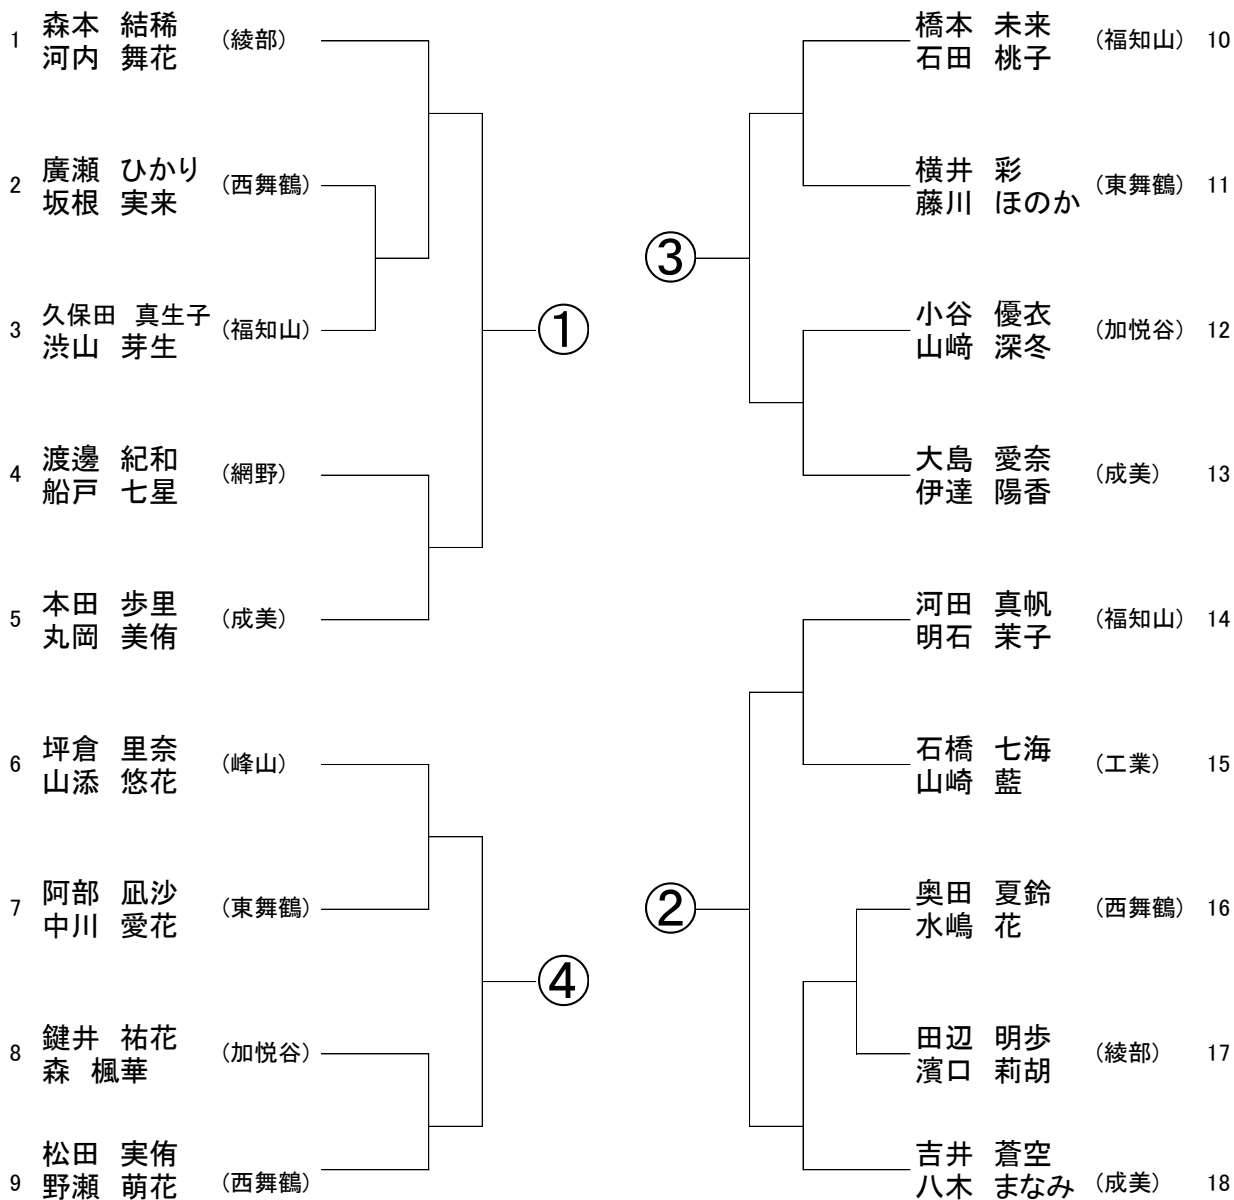 1 森本 結稀 (綾部)
河内 舞花
2 廣瀬 ひかり (西舞鶴)
坂根 実来
3 久保田 真生子 (福知山)
渋山 芽生
①
4 渡邊 紀和 (網野)
船戸 七星
5 本田 歩里 (成美)
丸岡 美侑
6 坪倉 里奈 (峰山)
山添 悠花
7 阿部 凪沙 (東舞鶴)
中川 愛花
④
8 鍵井 祐花 (加悦谷)
森 楓華
松田 実侑
9 野瀬 萌花 (西舞鶴)
橋本 未来 (福知山) 10
石田 桃子
横井 彩 (東舞鶴) 11
藤川 ほのか
③
小谷 優衣 (加悦谷) 12
山﨑 深冬
大島 愛奈 (成美) 13
伊達 陽香
河田 真帆 (福知山) 14
明石 茉子
石橋 七海 (工業) 15
山崎 藍
②
奥田 夏鈴 (西舞鶴) 16
水嶋 花
田辺 明歩 (綾部) 17
濱口 莉胡
吉井 蒼空
八木 まなみ (成美) 18